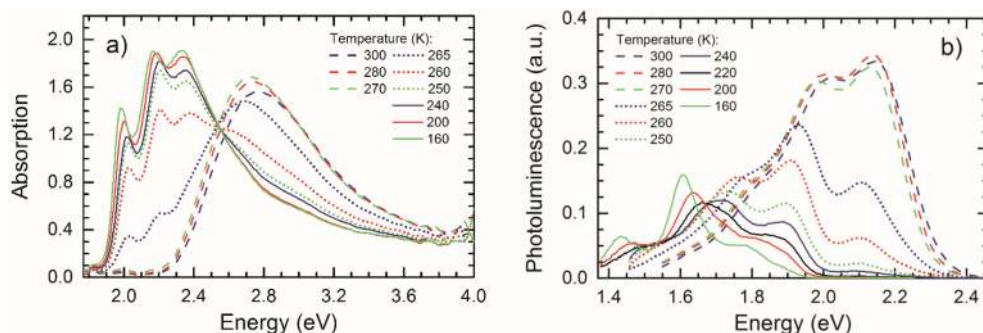 a)
Temperature (K):
300 265
280 260
270 250
240
200
160
2.0
1.6
1.2
0.8
0.4
0.0
Absorption
2.0 2.4 2.8 3.2 3.6 4.0
Energy (eV)
b)
Temperature (K):
300 240
280 220
270 200
265 160
260
250
0.4
0.3
0.2
0.1
0.0
Photoluminescence (a.u.)
1.4 1.6 1.8 2.0 2.2 2.4
Energy (eV)